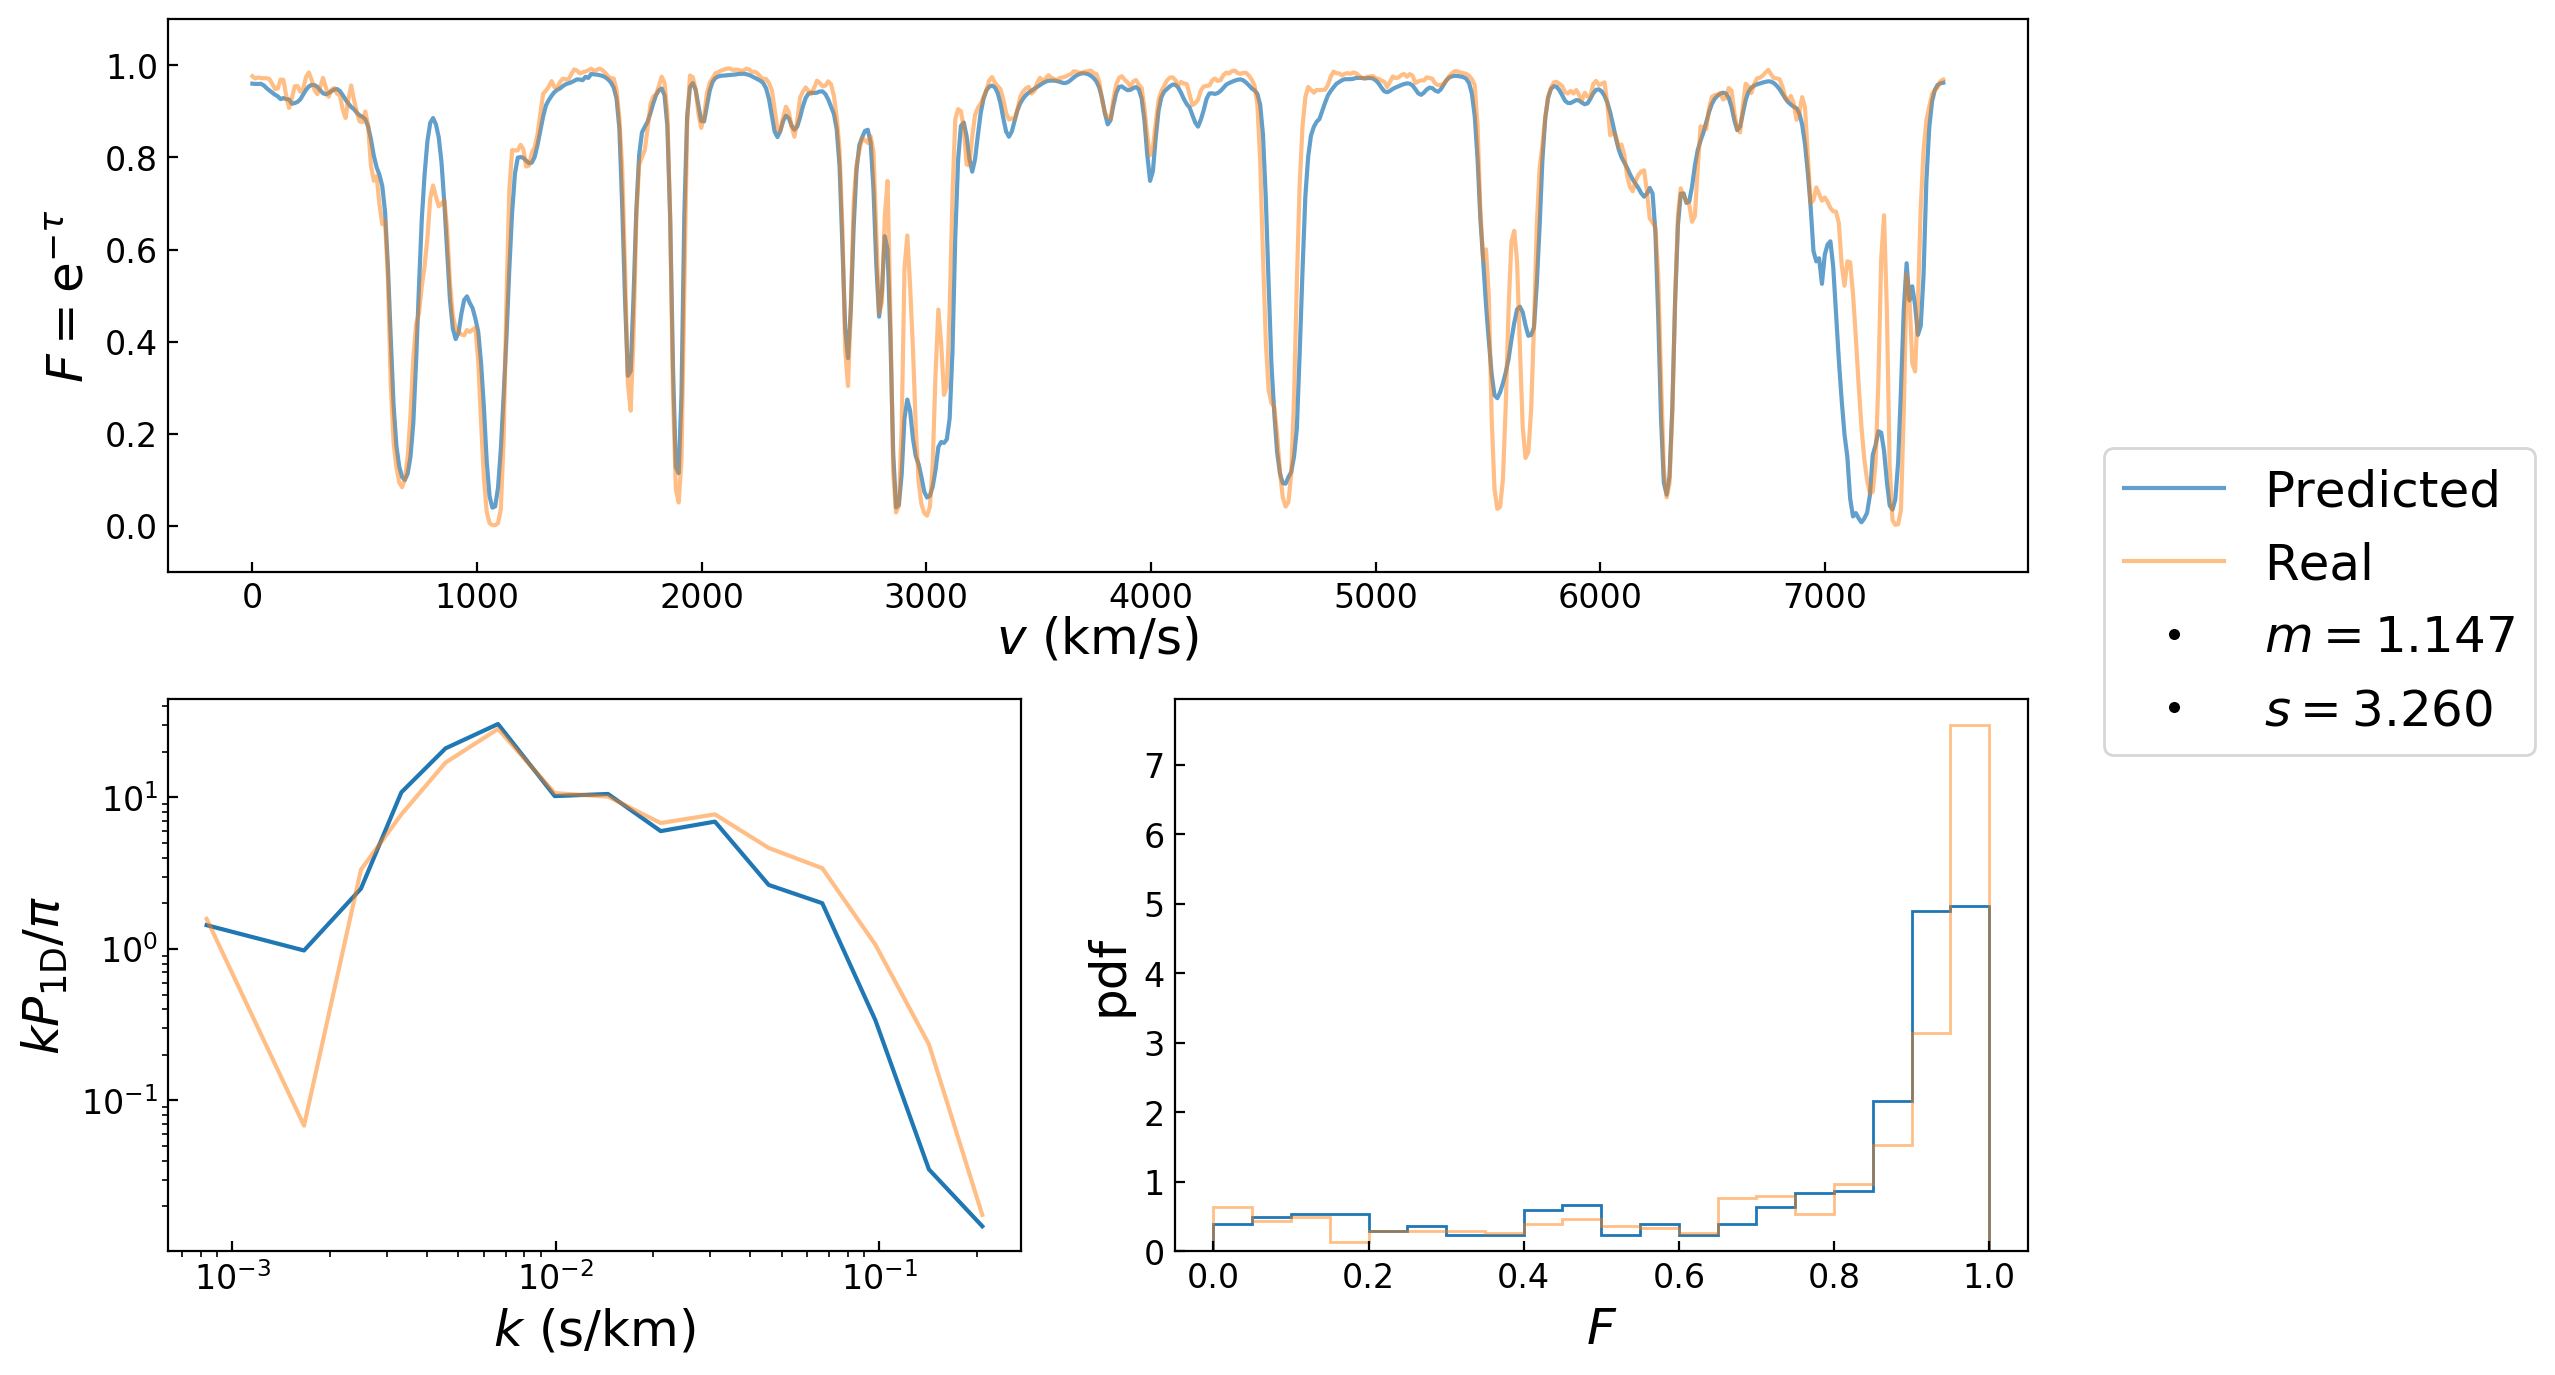 F = e^{−τ}
1.0
0.8
0.6
0.4
0.2
0.0
0 1000 2000 3000 4000 5000 6000 7000
v (km/s)
Predicted
Real
m = 1.147
s = 3.260
kP_{1D}/π
10^1
10^0
10^{−1}
10^{−3} 10^{−2} 10^{−1}
k (s/km)
pdf
7
6
5
4
3
2
1
0
0.0 0.2 0.4 0.6 0.8 1.0
F